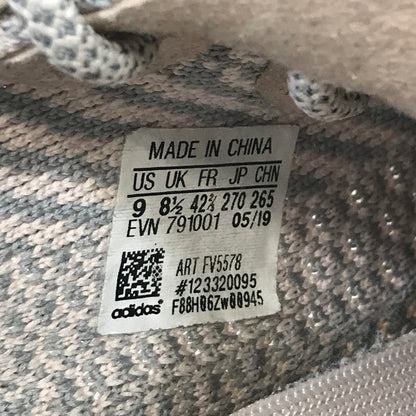 MADE IN CHINA
US UK FR JP CHN
9 8½ 42⅔ 270 265
EVN 791001 05/19
ART FV5578
#123320095
adidas F88H06Zw00945